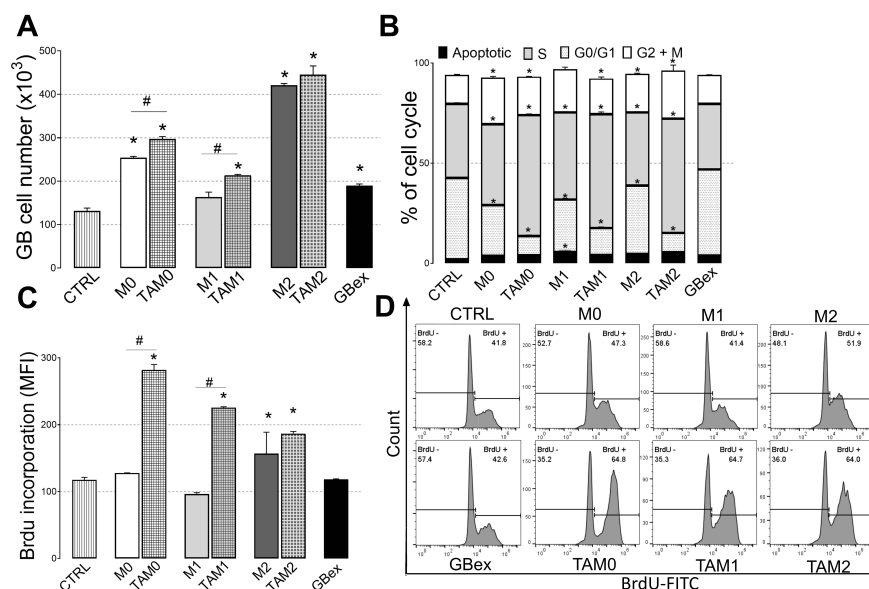 A
GB cell number (x10³)
500
400
300
200
100
0
#
*
*
#
*
*
*
*
CTRL
M0
TAM0
M1
TAM1
M2
TAM2
GBex
B
Apoptotic
S
G0/G1
G2 + M
% of cell cycle
100
50
0
* * * * *
* * * * *
* * * * * *
*
CTRL
M0
TAM0
M1
TAM1
M2
TAM2
GBex
C
Brdu incorporation (MFI)
300
200
100
0
#
*
#
*
*
*
CTRL
M0
TAM0
M1
TAM1
M2
TAM2
GBex
D
Count
CTRL M0 M1 M2
BrdU - BrdU +
58.2 41.8
BrdU - BrdU +
52.7 47.3
BrdU - BrdU +
58.6 41.4
BrdU - BrdU +
48.1 51.9
BrdU - BrdU +
57.4 42.6
BrdU - BrdU +
35.2 64.8
BrdU - BrdU +
35.3 64.7
BrdU - BrdU +
36.0 64.0
GBex TAM0 TAM1 TAM2
BrdU-FITC